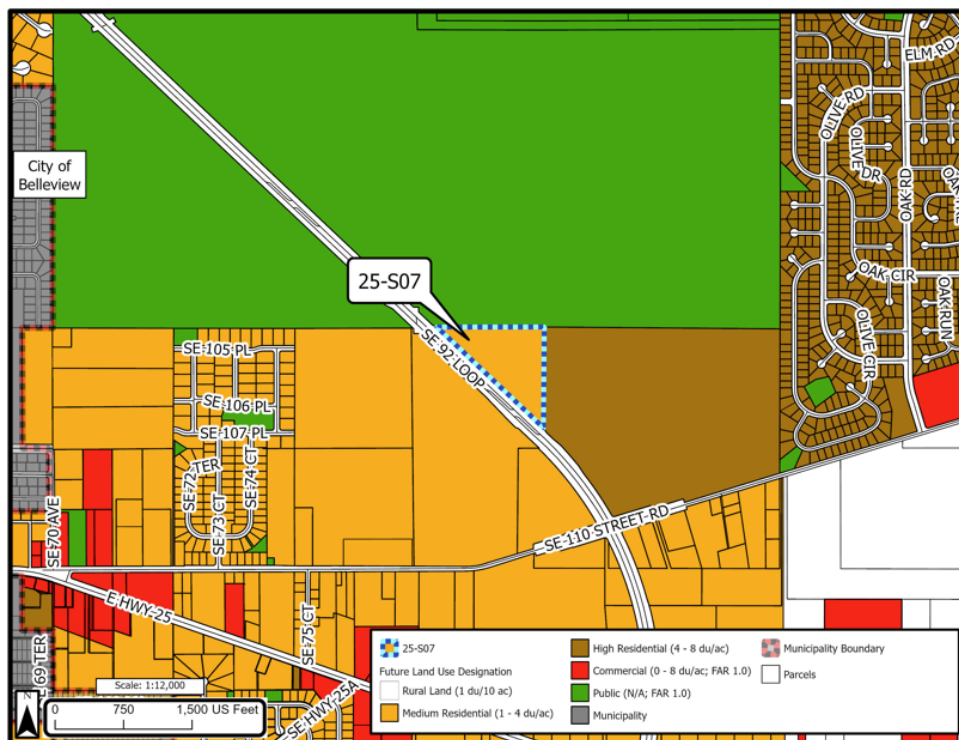 ELM RD
OLIVE RD
OLIVE
DR
OAK RD
City of
Belleview
25-S07
OAK CIR
OAK RUN
OLIVE CIR
SE 92 LOOP
SE 105 PL
SE 106 PL
SE 107 PL
SE 72 TER
SE 74 CT
SE 73 CT
SE 70 AVE
SE 110 STREET RD
E HWY 25
SE 75 CT
69 TER
SE HWY 25A
Scale: 1:12,000
N
0 750 1,500 US Feet
25-S07
Future Land Use Designation
Rural Land (1 du/10 ac)
Medium Residential (1 - 4 du/ac)
High Residential (4 - 8 du/ac)
Commercial (0 - 8 du/ac; FAR 1.0)
Public (N/A; FAR 1.0)
Municipality
Municipality Boundary
Parcels